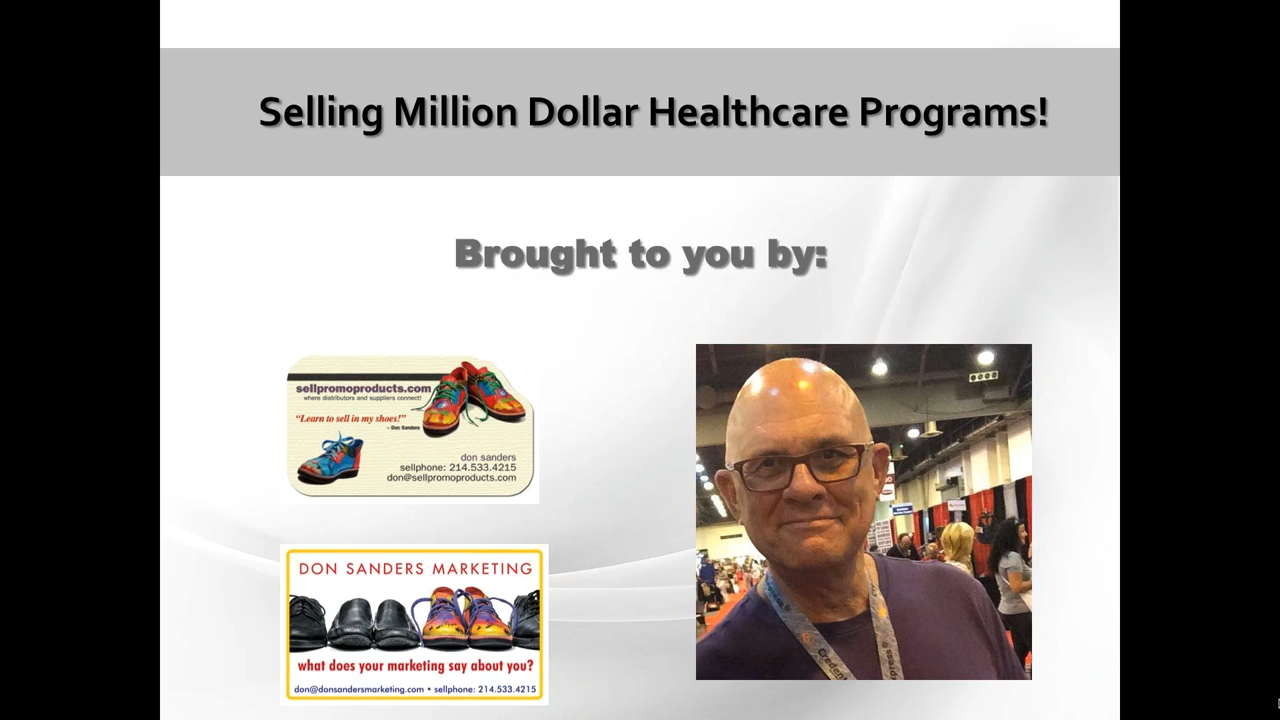 Selling Million Dollar Healthcare Programs!
Brought to you by:
sellpromoproducts.com
where distributors and suppliers connect!
"Learn to sell in my shoes!"
– Don Sanders
don sanders
sellphone: 214.533.4215
don@sellpromoproducts.com
DON SANDERS MARKETING
what does your marketing say about you?
don@donsandersmarketing.com • sellphone: 214.533.4215